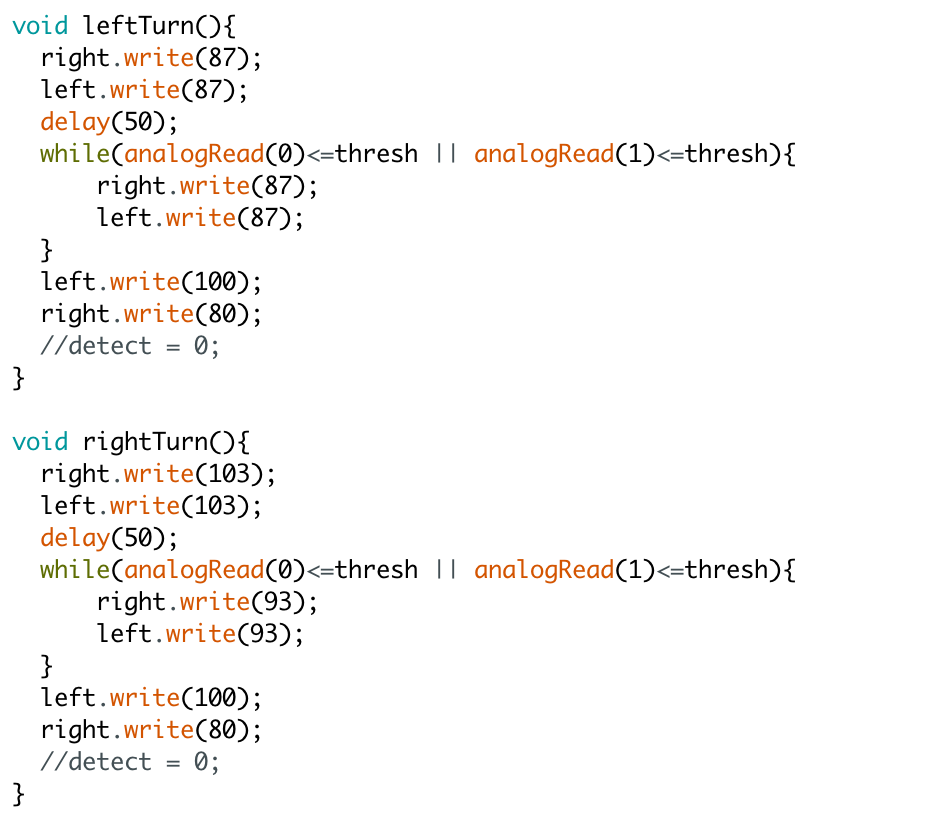 void leftTurn(){
  right.write(87);
  left.write(87);
  delay(50);
  while(analogRead(0)<=thresh || analogRead(1)<=thresh){
      right.write(87);
      left.write(87);
  }
  left.write(100);
  right.write(80);
  //detect = 0;
}

void rightTurn(){
  right.write(103);
  left.write(103);
  delay(50);
  while(analogRead(0)<=thresh || analogRead(1)<=thresh){
      right.write(93);
      left.write(93);
  }
  left.write(100);
  right.write(80);
  //detect = 0;
}